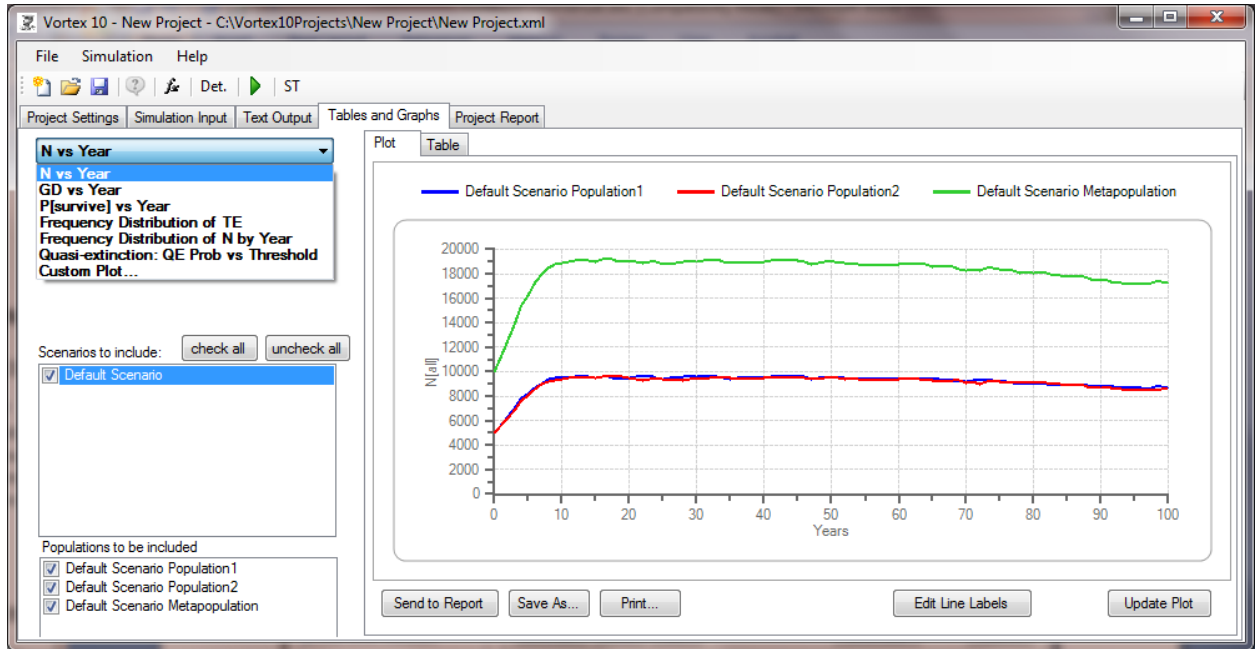 Vortex 10 - New Project - C:\Vortex10Projects\New Project\New Project.xml
File Simulation Help
fx Det. ST
Project Settings Simulation Input Text Output Tables and Graphs Project Report
N vs Year
N vs Year
GD vs Year
P[survive] vs Year
Frequency Distribution of TE
Frequency Distribution of N by Year
Quasi-extinction: QE Prob vs Threshold
Custom Plot...
Scenarios to include: check all uncheck all
Default Scenario
Populations to be included
Default Scenario Population1
Default Scenario Population2
Default Scenario Metapopulation
Plot Table
Default Scenario Population1 Default Scenario Population2 Default Scenario Metapopulation
20000
18000
16000
14000
12000
10000
8000
6000
4000
2000
0
N[all]
0 10 20 30 40 50 60 70 80 90 100
Years
Send to Report Save As... Print... Edit Line Labels Update Plot